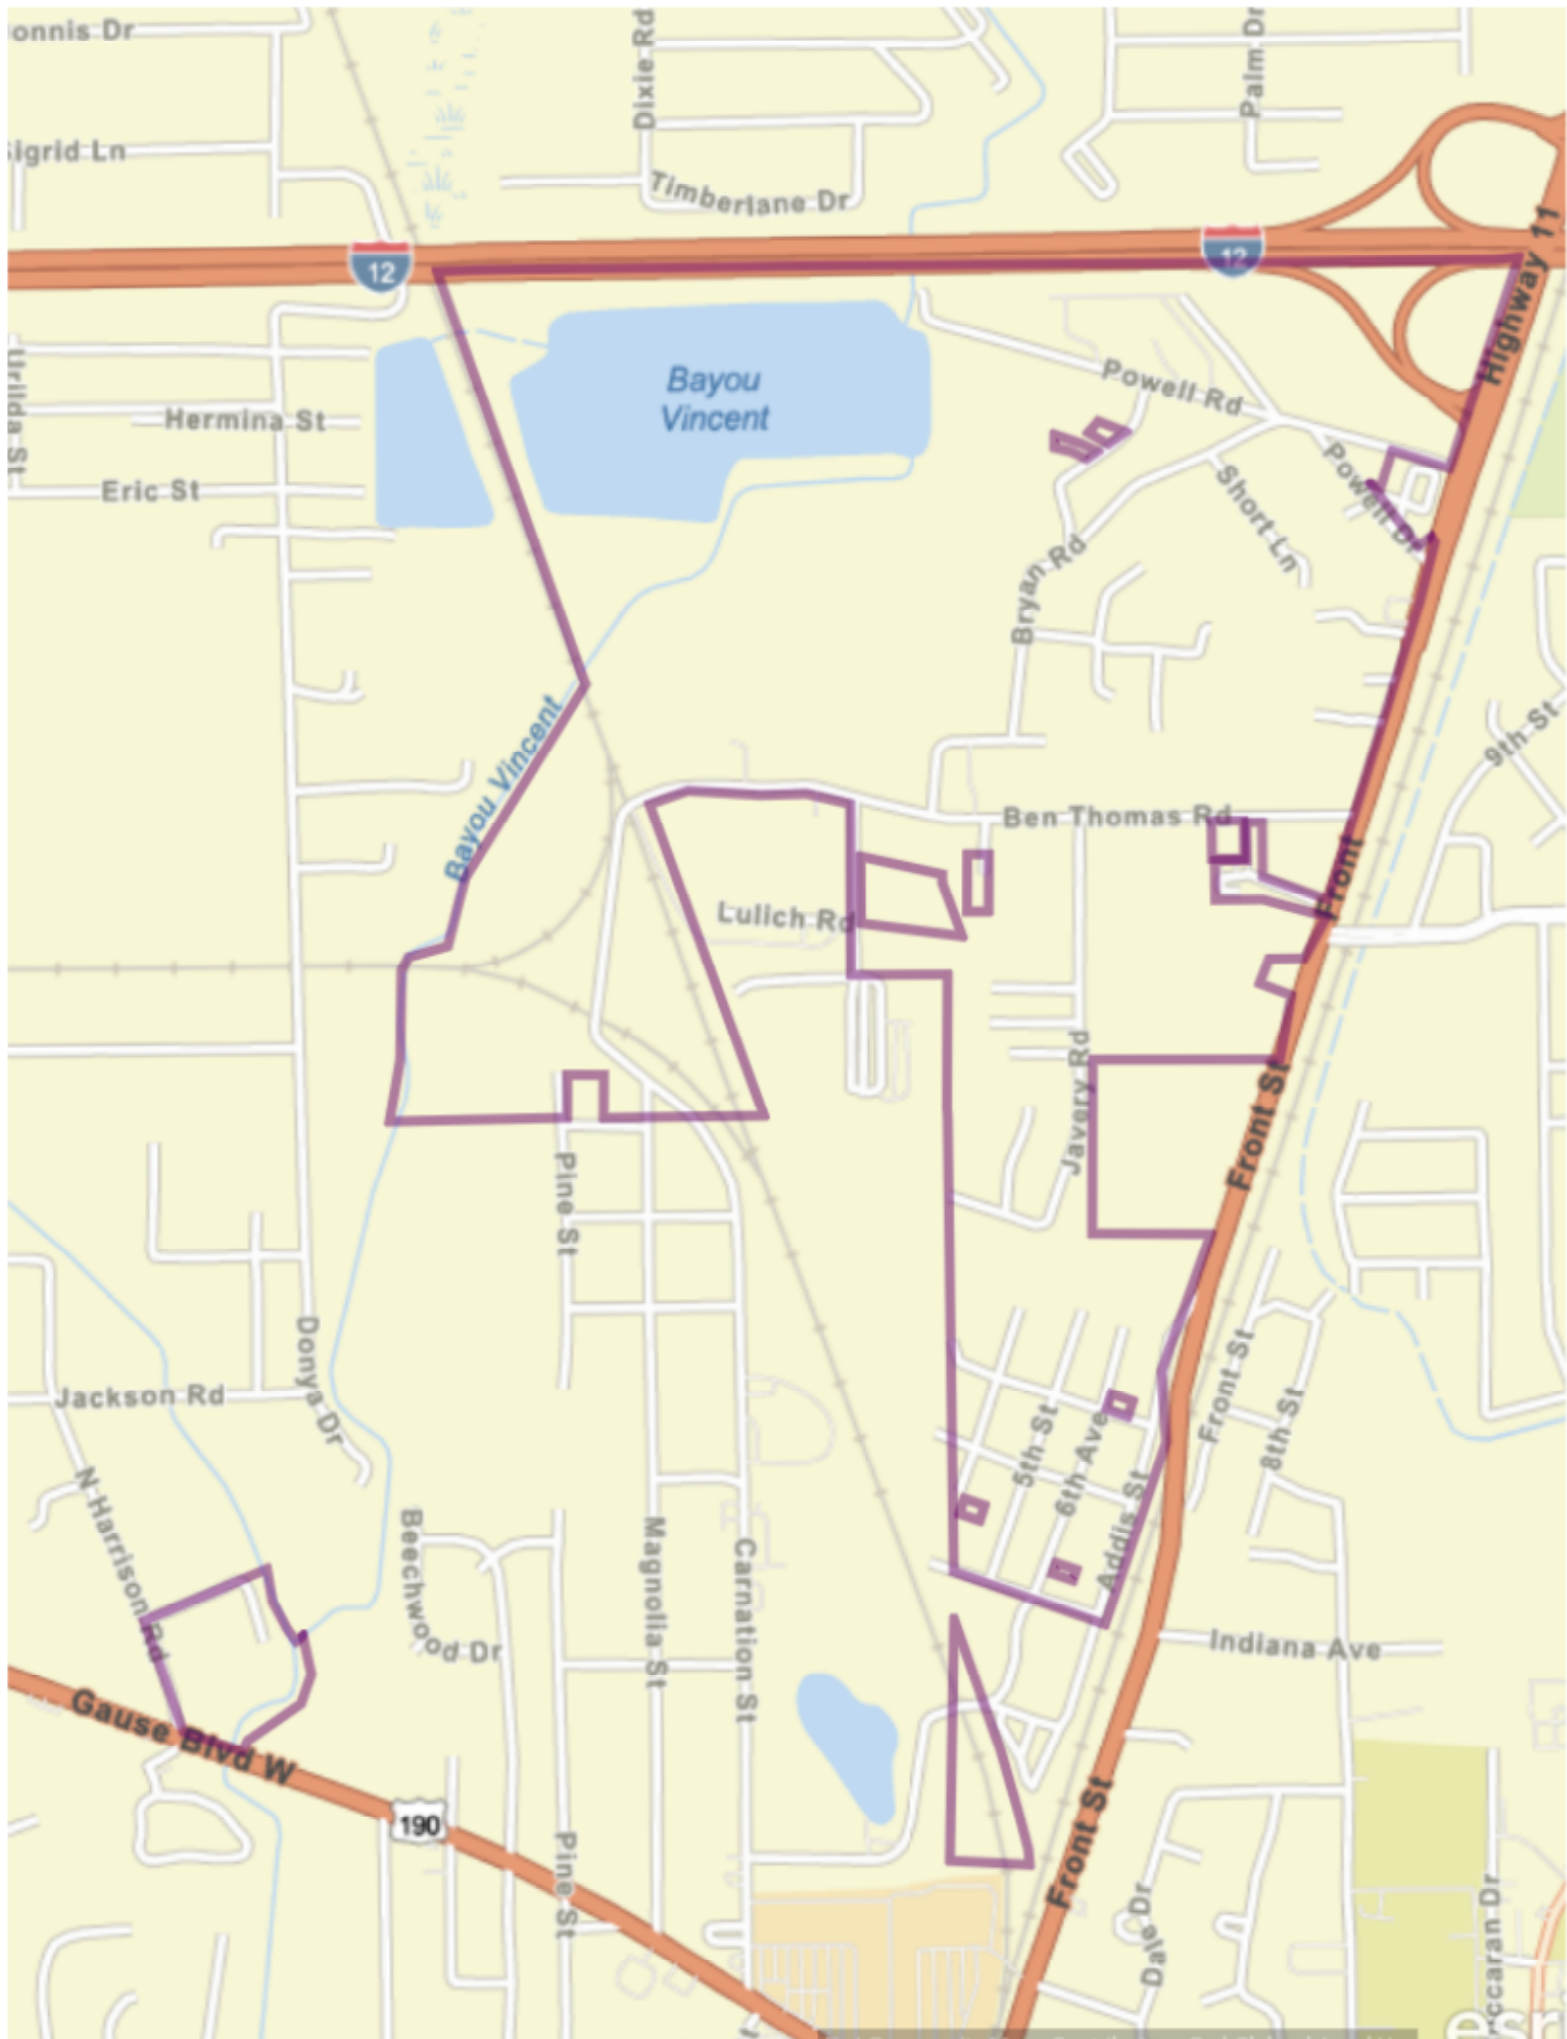 onnis Dr
Dixie Rd
Palm Dr
Sigrid Ln
Timberlane Dr
Highway 11
12
12
Bayou
Vincent
Powell Rd
Urilda St
Hermina St
Eric St
Short Ln
Powell Dr
Bryan Rd
9th St
Bayou Vincent
Ben Thomas Rd
Front
Lulich Rd
Javery Rd
Front St
Pine St
Donya Dr
Jackson Rd
Front St
8th St
5th St
6th Ave
Addis St
N Harrison Rd
Beechwood Dr
Magnolia St
Carnation St
Indiana Ave
Gause Blvd W
190
Front St
Pine St
Dale Dr
ccaran Dr
esr